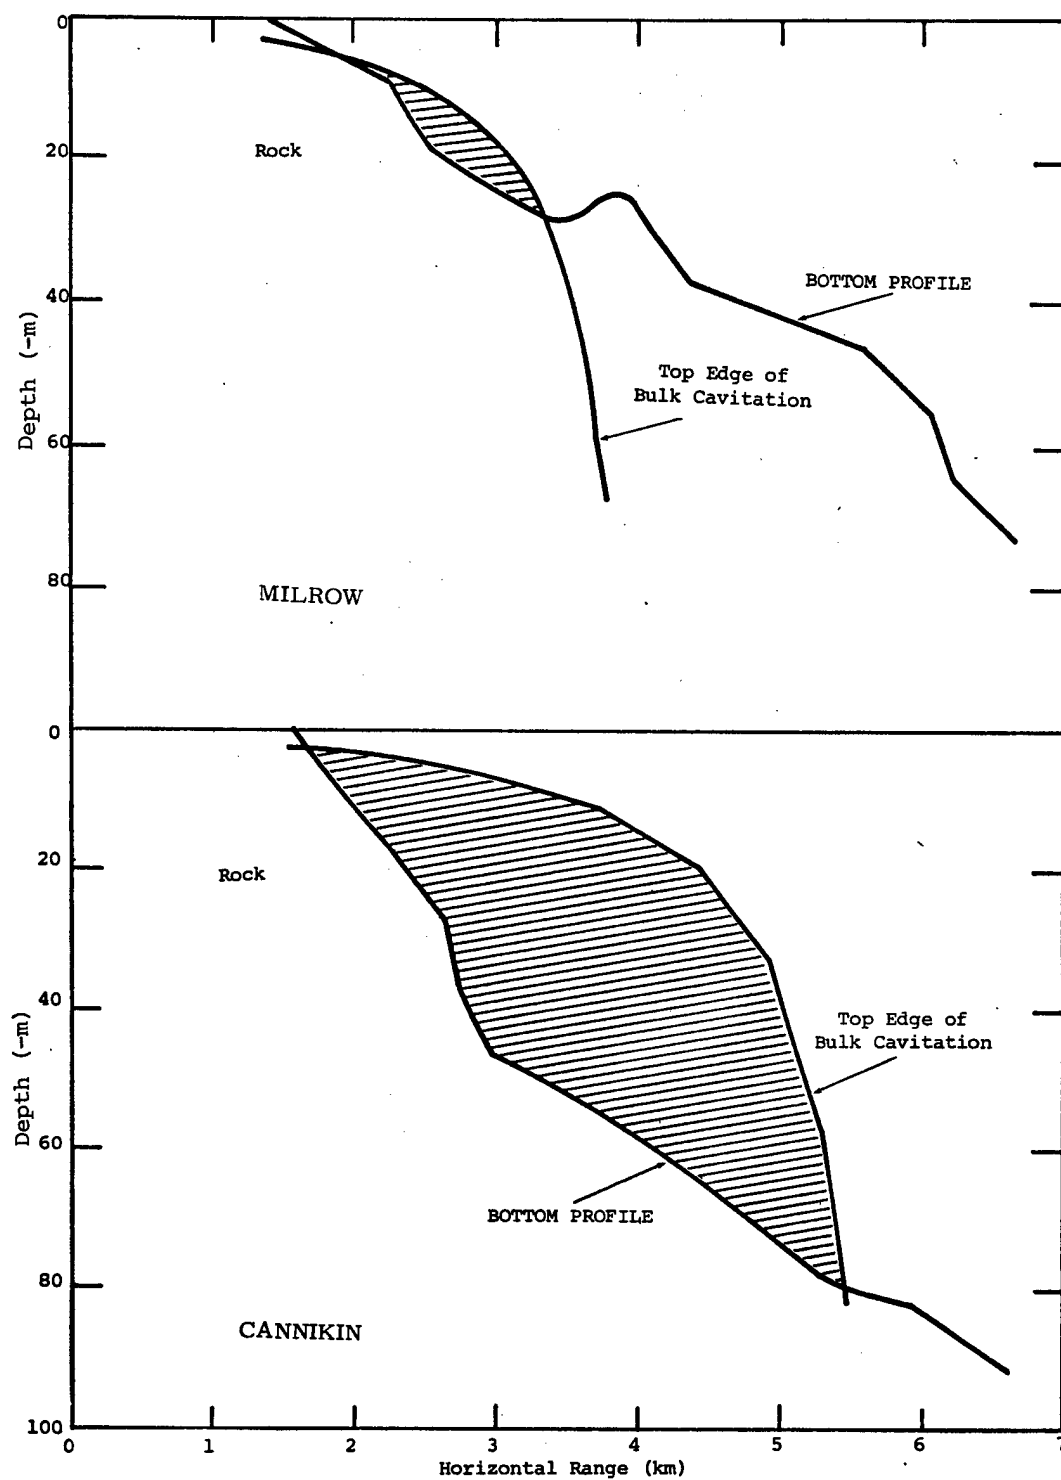 0
20
Rock
40
BOTTOM PROFILE
Depth (-m)
Top Edge of
Bulk Cavitation
60
80
MILROW
0
20
Rock
40
Top Edge of
Bulk Cavitation
Depth (-m)
60
BOTTOM PROFILE
80
CANNIKIN
100
0 1 2 3 4 5 6 7
Horizontal Range (km)